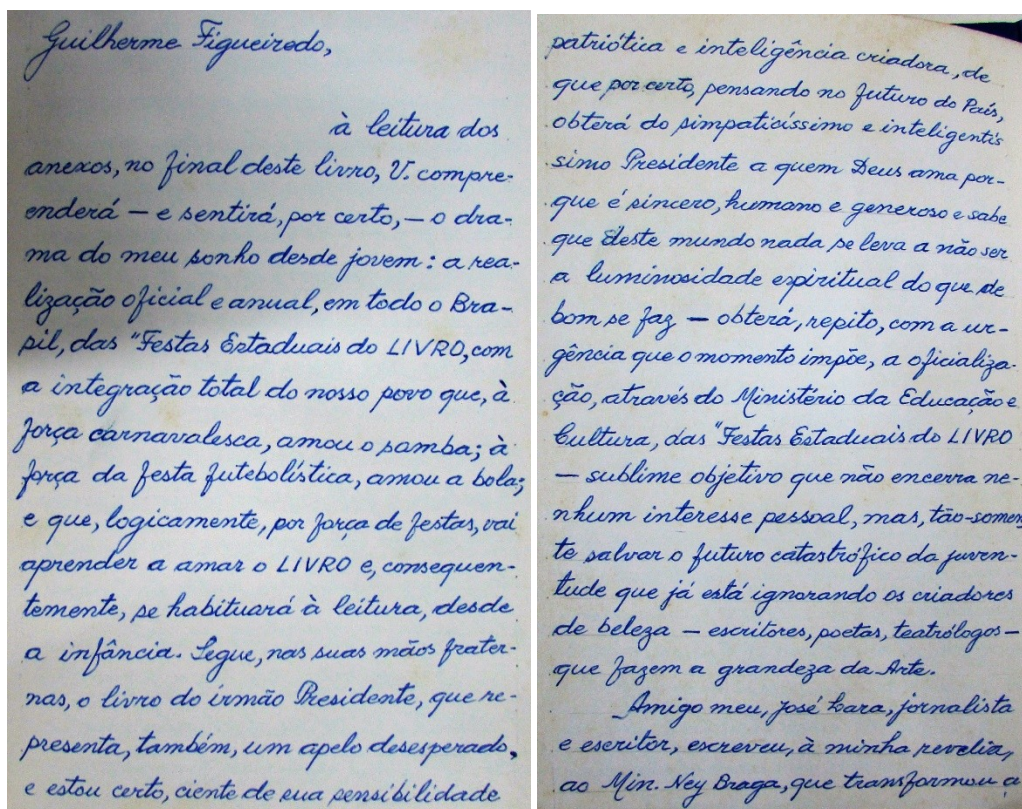 Guilherme Figueiredo,
à leitura dos
anexos, no final deste livro, V. compre-
enderá — e sentirá, por certo, — o dra-
ma do meu sonho desde jovem: a rea-
lização oficial e anual, em todo o Bra-
sil, das "Festas Estaduais do LIVRO, com
a integração total do nosso povo que, à
força carnavalesca, amou o samba; à
força da festa futebolística, amou a bola;
e que, logicamente, por força de festas, vai
aprender a amar o LIVRO e, consequen-
temente, se habituará à leitura, desde
a infância. Segue, nas suas mãos frater-
nas, o livro do irmão Presidente, que re-
presenta, também, um apelo desesperado,
e estou certo, ciente de sua sensibilidade
patriótica e inteligência criadora, de
que por certo, pensando no futuro do País,
obterá do simpaticíssimo e inteligentís
simo Presidente a quem Deus ama por-
que é sincero, humano e generoso e sabe
que deste mundo nada se leva a não ser
a luminosidade espiritual do que de
bom se faz — obterá, repito, com a ur-
gência que o momento impõe, a oficializa-
ção, através do Ministério da Educação e
Cultura, das "Festas Estaduais do LIVRO
— sublime objetivo que não encerra ne-
nhum interesse pessoal, mas, tão-somen
te salvar o futuro catastrófico da juven-
tude que já está ignorando os criadores
de beleza — escritores, poetas, teatrólogos —
que fazem a grandeza da Arte.
Amigo meu, José Lara, jornalista
e escritor, escreveu, à minha revelia,
ao Min. Ney Braga, que transformou a